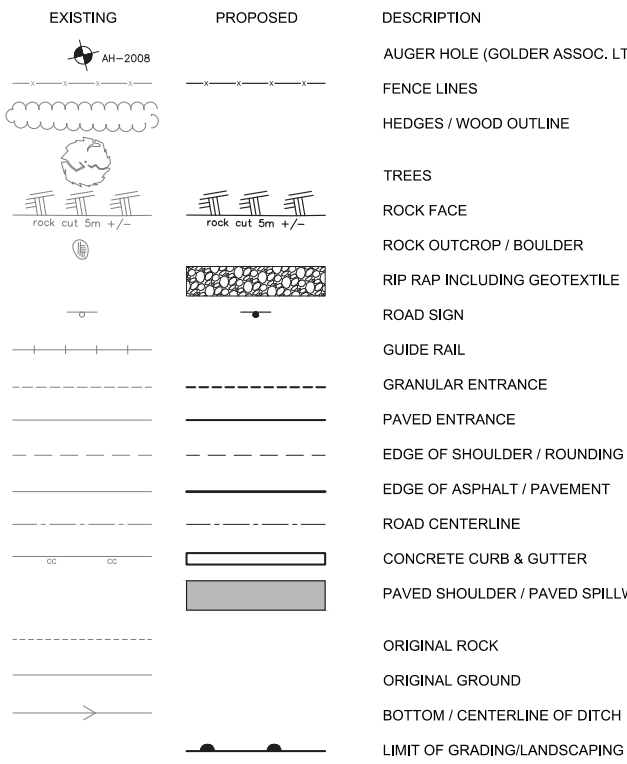 EXISTING PROPOSED DESCRIPTION
AH-2008 AUGER HOLE (GOLDER ASSOC. LT
x x x x x x x x FENCE LINES
HEDGES / WOOD OUTLINE
TREES
ROCK FACE
rock cut 5m +/- rock cut 5m +/-
ROCK OUTCROP / BOULDER
RIP RAP INCLUDING GEOTEXTILE
ROAD SIGN
GUIDE RAIL
GRANULAR ENTRANCE
PAVED ENTRANCE
EDGE OF SHOULDER / ROUNDING
EDGE OF ASPHALT / PAVEMENT
ROAD CENTERLINE
CONCRETE CURB & GUTTER
cc cc
PAVED SHOULDER / PAVED SPILLW
ORIGINAL ROCK
ORIGINAL GROUND
BOTTOM / CENTERLINE OF DITCH
LIMIT OF GRADING/LANDSCAPING